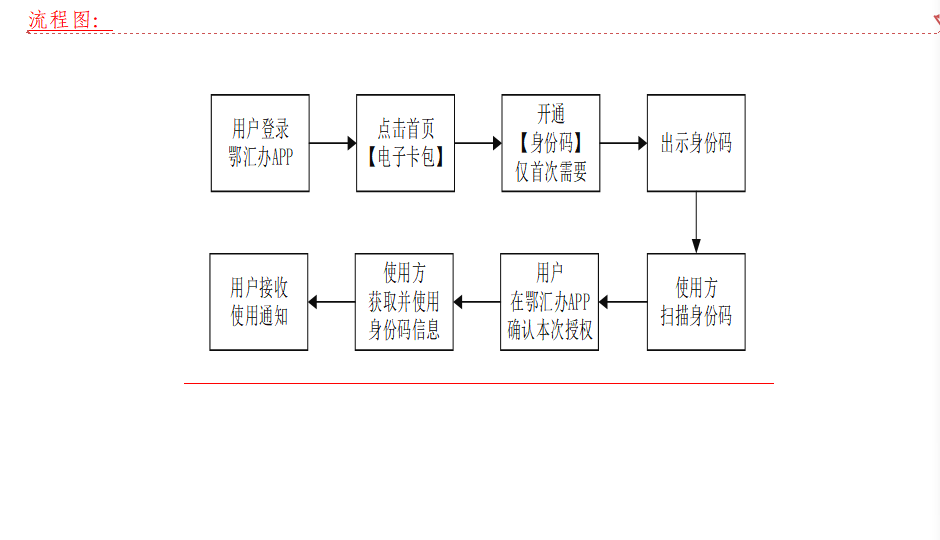 流程图:
用户登录
鄂汇办APP
点击首页
【电子卡包】
开通
【身份码】
仅首次需要
出示身份码
使用方
扫描身份码
用户
在鄂汇办APP
确认本次授权
使用方
获取并使用
身份码信息
用户接收
使用通知